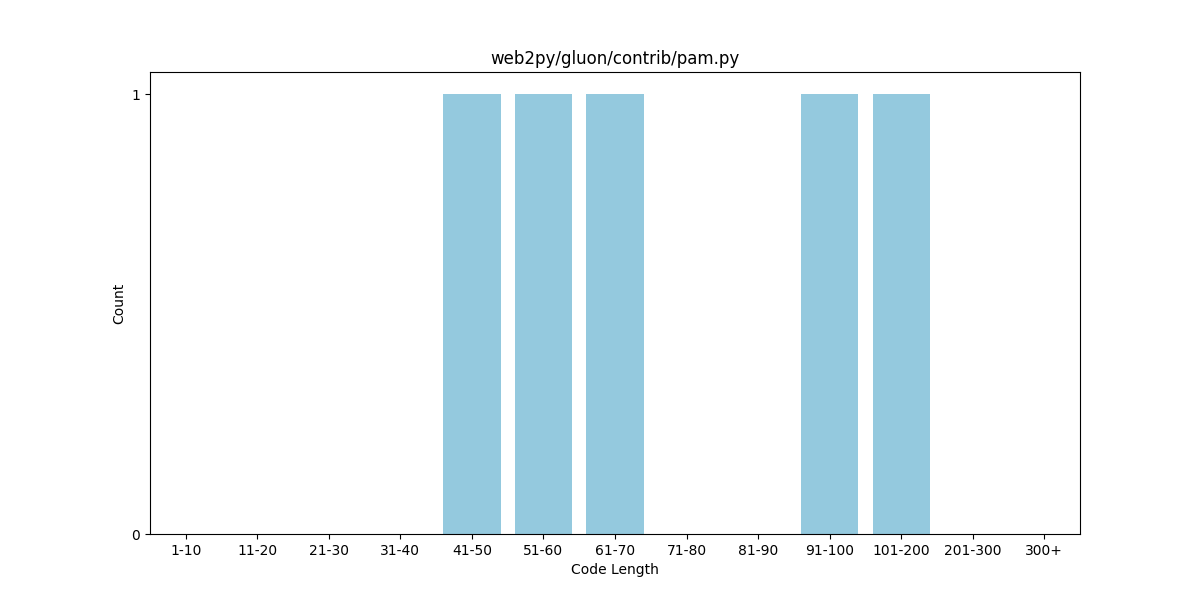 web2py/gluon/contrib/pam.py
1
Count
0
1-10 11-20 21-30 31-40 41-50 51-60 61-70 71-80 81-90 91-100 101-200 201-300 300+
Code Length